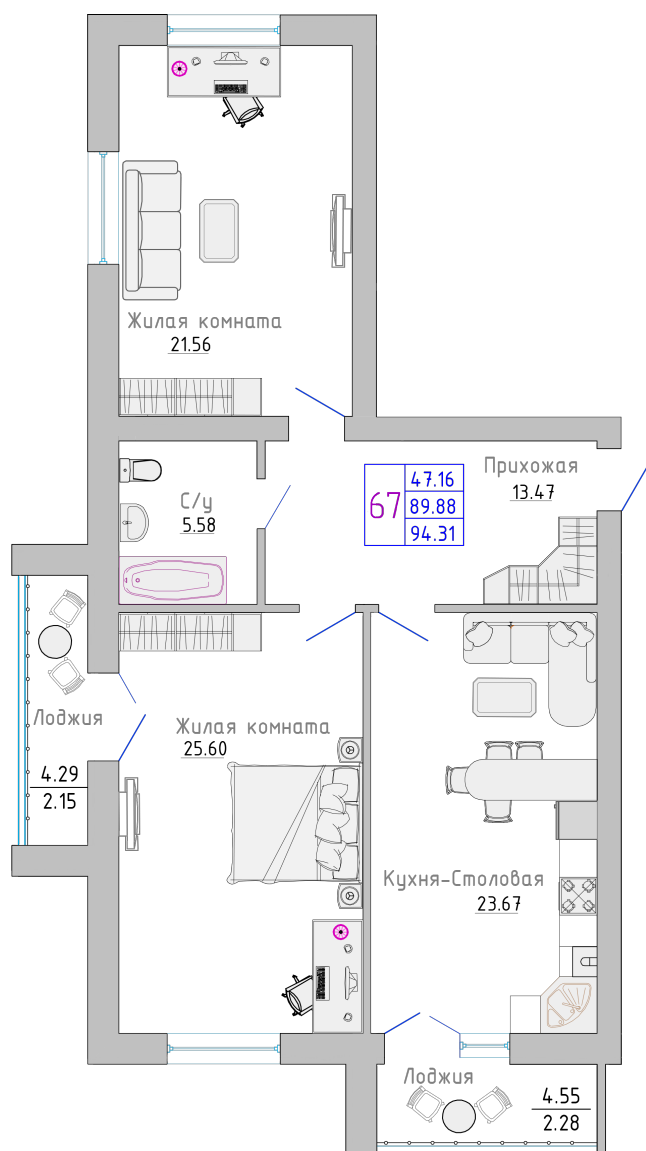 Жилая комната
21.56
С/у
5.58
67
47.16
89.88
94.31
Прихожая
13.47
Лоджия
4.29
2.15
Жилая комната
25.60
Кухня-Столовая
23.67
Лоджия
4.55
2.28